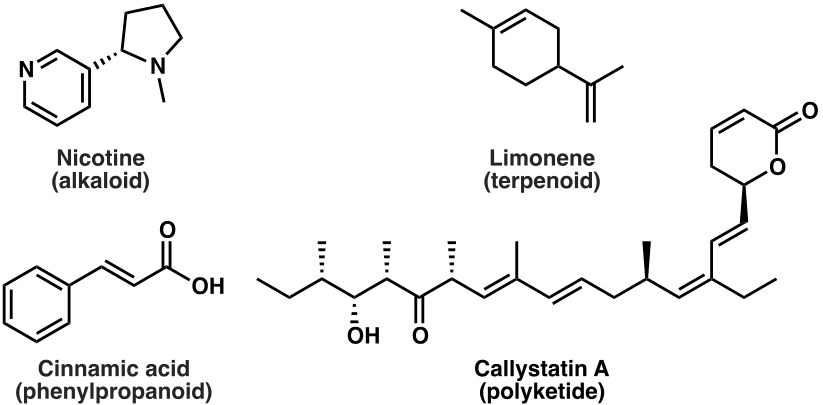 N
N
Nicotine
(alkaloid)
Limonene
(terpenoid)
O
O
O
OH
Cinnamic acid
(phenylpropanoid)
OH
O
Callystatin A
(polyketide)